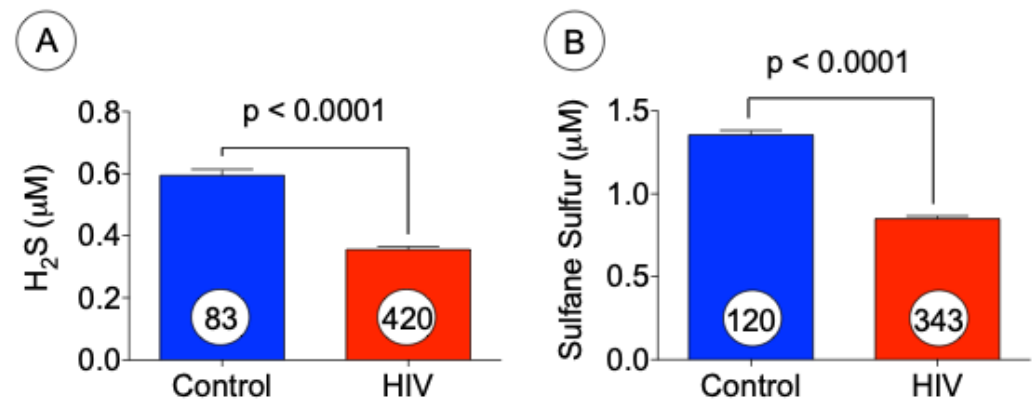 A
p < 0.0001
H₂S (μM)
0.8
0.6
0.4
0.2
0.0
83
420
Control
HIV
B
p < 0.0001
Sulfane Sulfur (μM)
1.5
1.0
0.5
0.0
120
343
Control
HIV